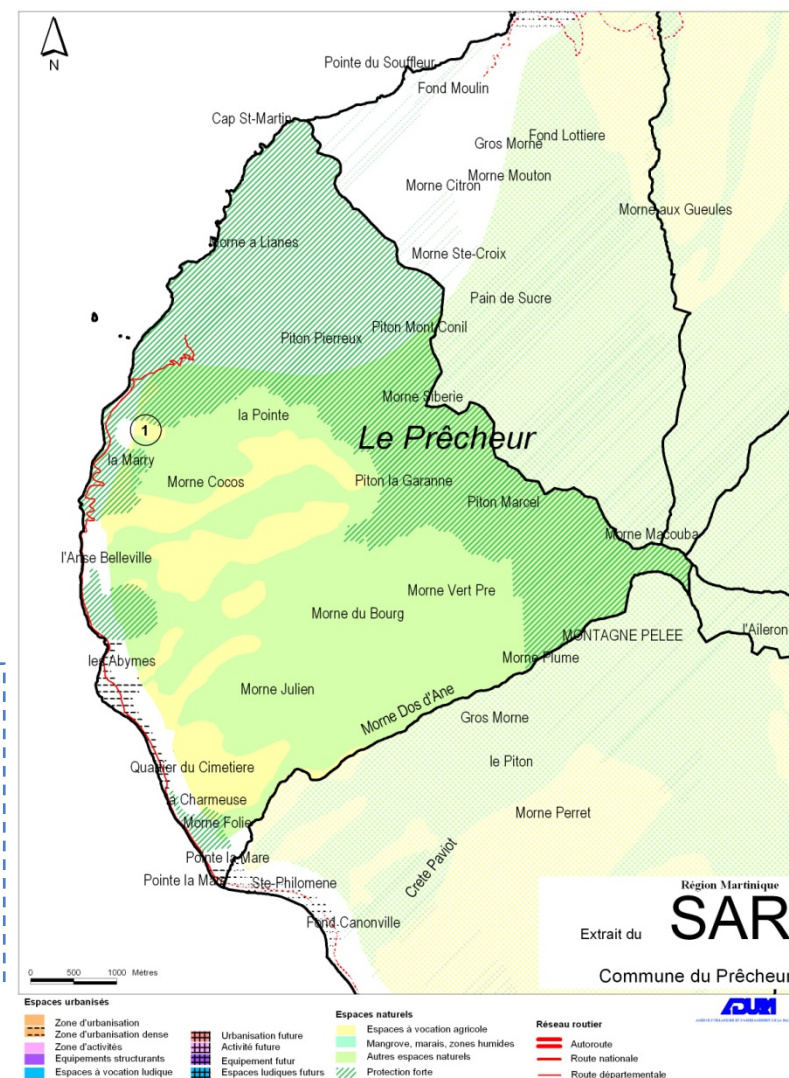 N
Pointe du Souffleur
Fond Moulin
Cap St-Martin
Fond Lottiere
Gros Morne
Morne Mouton
Morne Citron
Morne aux Gueules
Morne a Lianes
Morne Ste-Croix
Pain de Sucre
Piton Mont Conil
Piton Pierreux
Morne Siberie
la Pointe
1
Le Prêcheur
la Marry
Morne Cocos
Piton la Garanne
Piton Marcel
Morne Macouba
l'Anse Belleville
Morne Vert Pre
Morne du Bourg
l'Aileron
MONTAGNE PELEE
les Abymes
Morne Plume
Morne Julien
Morne Dos d'Ane
Gros Morne
le Piton
Quartier du Cimetiere
la Charmeuse
Morne Perret
Morne Folie
Pointe la Mare
Crete Paviot
Pointe la Mare
Ste-Philomene
Fond Canonville
Région Martinique
Extrait du SAR
Commune du Prêcheur
0 500 1000 Mètres
Espaces urbanisés
Zone d'urbanisation
Zone d'urbanisation dense
Zone d'activités
Equipements structurants
Espaces à vocation ludique
Urbanisation future
Activité future
Equipement futur
Espaces ludiques futurs
Espaces naturels
Espaces à vocation agricole
Mangrove, marais, zones humides
Autres espaces naturels
Protection forte
Réseau routier
Autoroute
Route nationale
Route départementale
ADUAM